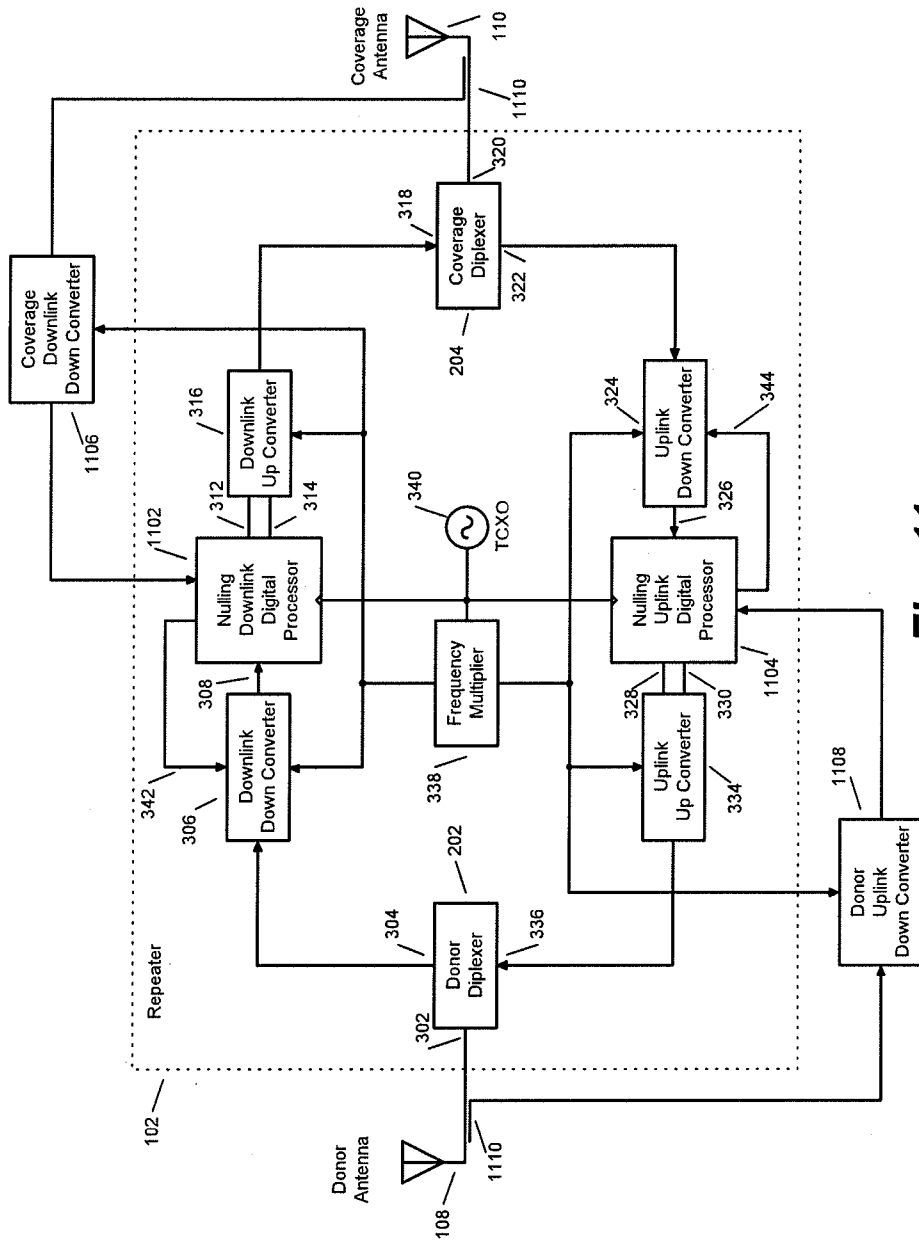 Coverage
Downlink
Down Converter
1106
Coverage
Antenna
110
1110
Repeater
102
1102
Nulling
Downlink
Digital
Processor
342
306
Downlink
Down Converter
308
312
314
316
Downlink
Up Converter
318
Coverage
Diplexer
320
322
204
Donor
Antenna
108
1110
302
304
Donor
Diplexer
202
336
Frequency
Multiplier
338
340
TCXO
324
Uplink
Down Converter
326
344
Nulling
Uplink
Digital
Processor
1104
328
330
Uplink
Up Converter
334
1108
Donor
Uplink
Down Converter